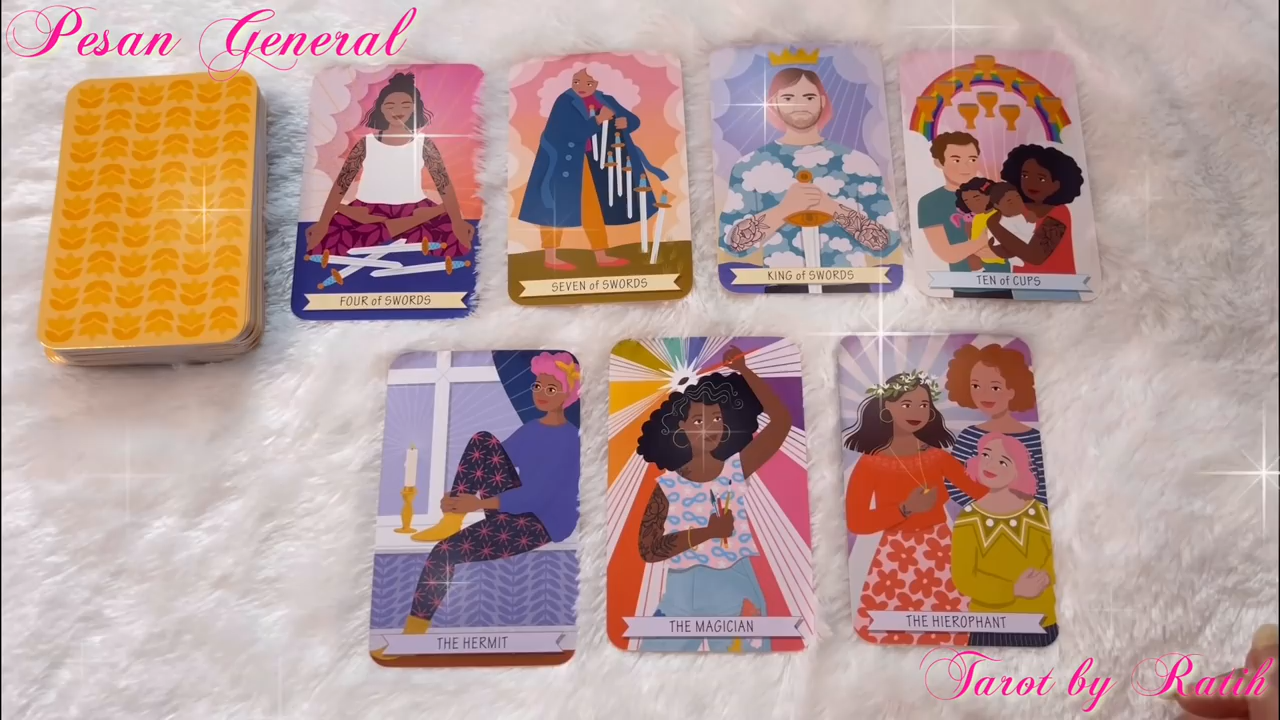 Pesan General
FOUR of SWORDS
SEVEN of SWORDS
KING of SWORDS
TEN of CUPS
THE HERMIT
THE MAGICIAN
THE HIEROPHANT
Tarot by Ratih